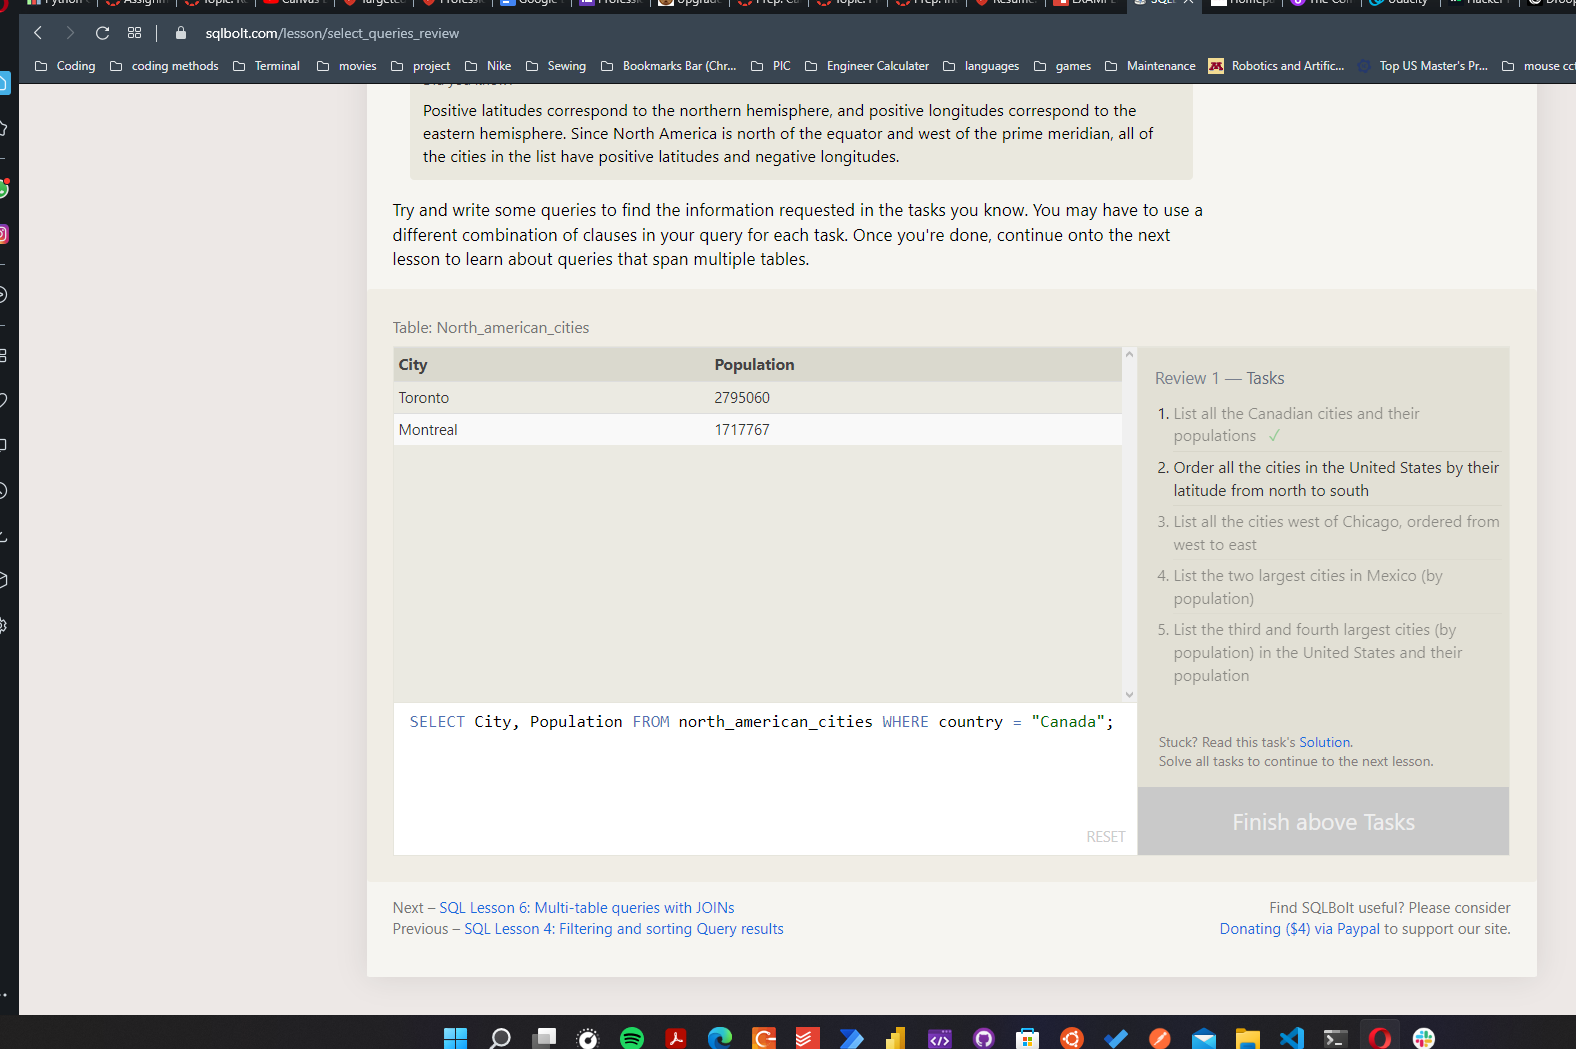 sqlbolt.com/lesson/select_queries_review
Coding coding methods Terminal movies project Nike Sewing Bookmarks Bar (Chr... PIC Engineer Calculater languages games Maintenance Robotics and Artific... Top US Master's Pr... mouse cct
Positive latitudes correspond to the northern hemisphere, and positive longitudes correspond to the
eastern hemisphere. Since North America is north of the equator and west of the prime meridian, all of
the cities in the list have positive latitudes and negative longitudes.
Try and write some queries to find the information requested in the tasks you know. You may have to use a
different combination of clauses in your query for each task. Once you're done, continue onto the next
lesson to learn about queries that span multiple tables.
Table: North_american_cities
City Population
Toronto 2795060
Montreal 1717767
SELECT City, Population FROM north_american_cities WHERE country = "Canada";
RESET
Review 1 — Tasks
1. List all the Canadian cities and their
populations ✓
2. Order all the cities in the United States by their
latitude from north to south
3. List all the cities west of Chicago, ordered from
west to east
4. List the two largest cities in Mexico (by
population)
5. List the third and fourth largest cities (by
population) in the United States and their
population
Stuck? Read this task's Solution.
Solve all tasks to continue to the next lesson.
Finish above Tasks
Next – SQL Lesson 6: Multi-table queries with JOINs
Previous – SQL Lesson 4: Filtering and sorting Query results
Find SQLBolt useful? Please consider
Donating ($4) via Paypal to support our site.